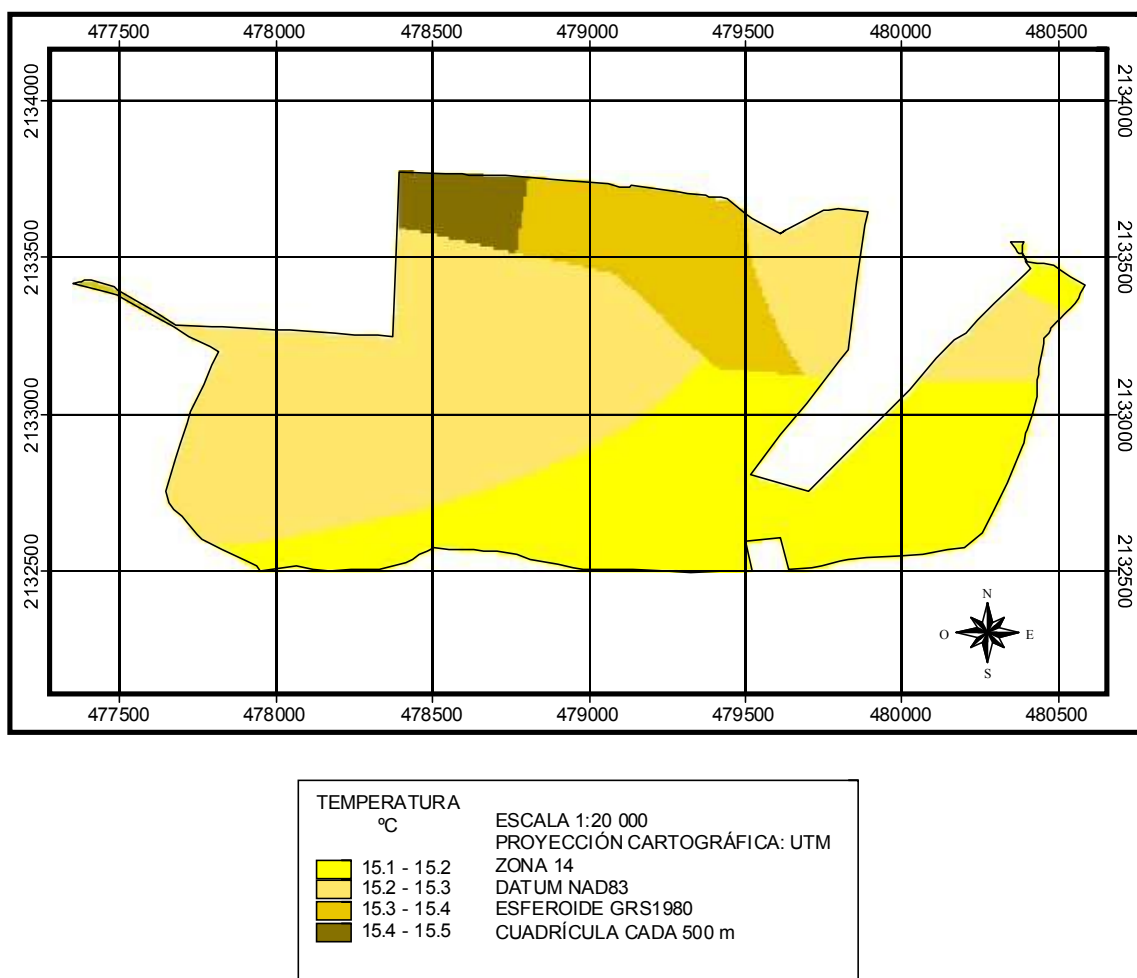 477500 478000 478500 479000 479500 480000 480500
2134000 2134000
2133500 2133500
2133000 2133000
2132500 2132500
N
O E
S
477500 478000 478500 479000 479500 480000 480500
TEMPERATURA
ºC
ESCALA 1:20 000
PROYECCIÓN CARTOGRÁFICA: UTM
15.1 - 15.2 ZONA 14
15.2 - 15.3 DATUM NAD83
15.3 - 15.4 ESFEROIDE GRS1980
15.4 - 15.5 CUADRÍCULA CADA 500 m